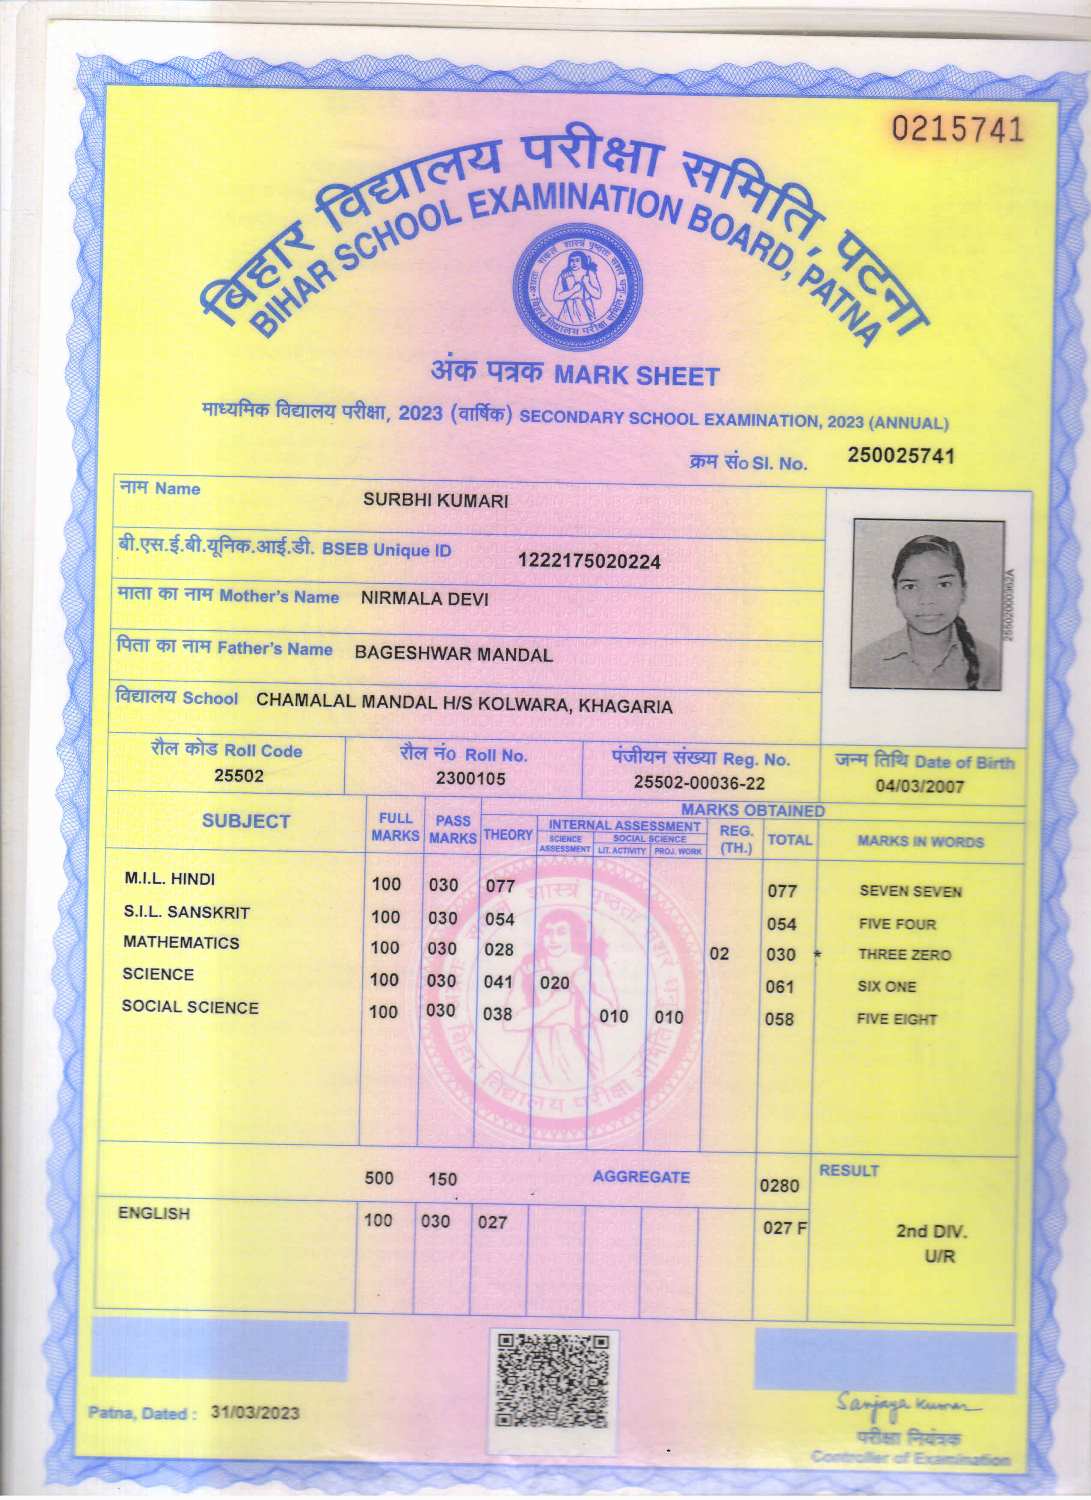 0215741
बिहार विद्यालय परीक्षा समिति, पटना
BIHAR SCHOOL EXAMINATION BOARD, PATNA
अंक पत्रक MARK SHEET
माध्यमिक विद्यालय परीक्षा, 2023 (वार्षिक) SECONDARY SCHOOL EXAMINATION, 2023 (ANNUAL)
क्रम सं० Sl. No. 250025741
नाम Name SURBHI KUMARI
बी.एस.ई.बी.यूनिक.आई.डी. BSEB Unique ID 1222175020224
माता का नाम Mother's Name NIRMALA DEVI
पिता का नाम Father's Name BAGESHWAR MANDAL
विद्यालय School CHAMALAL MANDAL H/S KOLWARA, KHAGARIA
रौल कोड Roll Code रौल नं० Roll No. पंजीयन संख्या Reg. No. जन्म तिथि Date of Birth
25502 2300105 25502-00036-22 04/03/2007
MARKS OBTAINED
SUBJECT FULL MARKS PASS MARKS THEORY INTERNAL ASSESSMENT REG. (TH.) TOTAL MARKS IN WORDS
SCIENCE ASSESSMENT SOCIAL SCIENCE
LIT. ACTIVITY PROJ. WORK
M.I.L. HINDI 100 030 077 077 SEVEN SEVEN
S.I.L. SANSKRIT 100 030 054 054 FIVE FOUR
MATHEMATICS 100 030 028 02 030 * THREE ZERO
SCIENCE 100 030 041 020 061 SIX ONE
SOCIAL SCIENCE 100 030 038 010 010 058 FIVE EIGHT
500 150 AGGREGATE 0280 RESULT
ENGLISH 100 030 027 027 F
2nd DIV.
U/R
Patna, Dated : 31/03/2023
Sanjaya Kumar
परीक्षा नियंत्रक
Controller of Examination